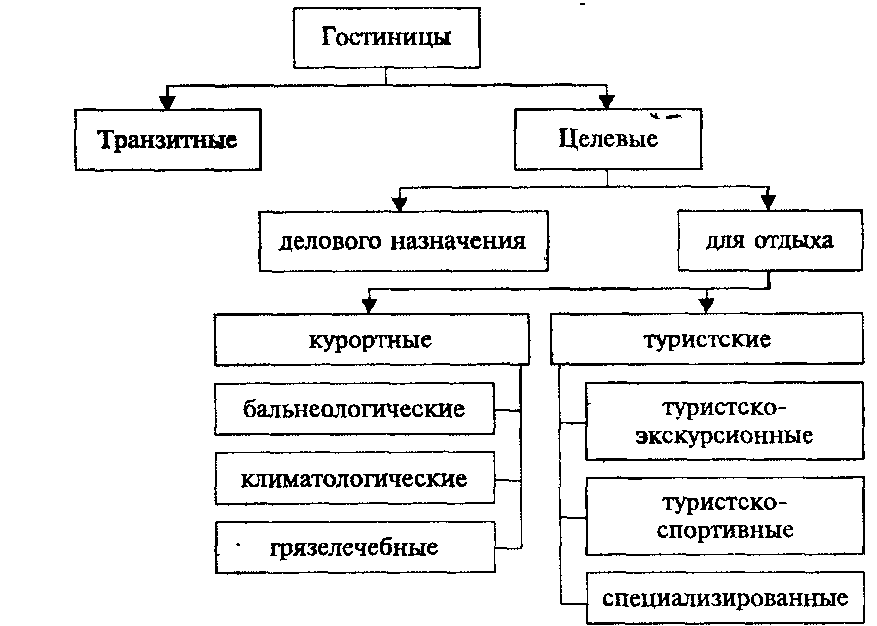 Гостиницы
Транзитные
Целевые
делового назначения
для отдыха
курортные
туристские
бальнеологические
климатологические
грязелечебные
туристско-
экскурсионные
туристско-
спортивные
специализированные